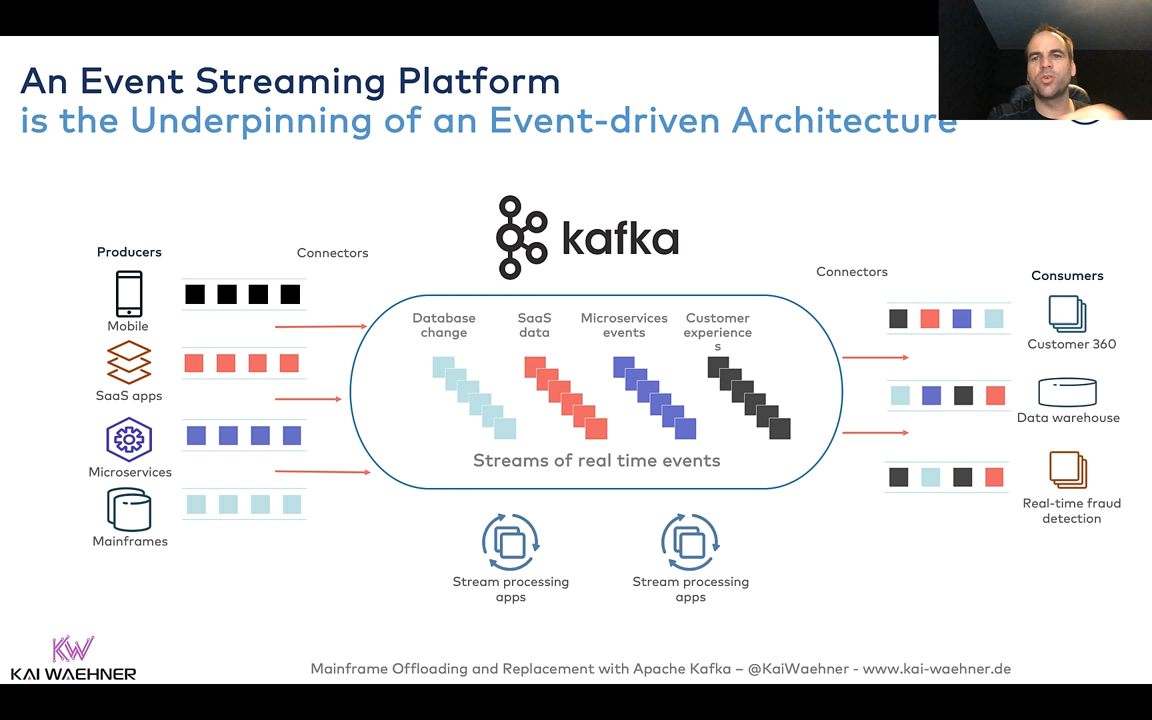 An Event Streaming Platform
is the Underpinning of an Event-driven Architecture
kafka
Producers
Connectors
Connectors
Consumers
Mobile
SaaS apps
Microservices
Mainframes
Database
change
SaaS
data
Microservices
events
Customer
experience
s
Streams of real time events
Customer 360
Data warehouse
Real-time fraud
detection
Stream processing
apps
Stream processing
apps
KW
KAI WAEHNER
Mainframe Offloading and Replacement with Apache Kafka – @KaiWaehner - www.kai-waehner.de